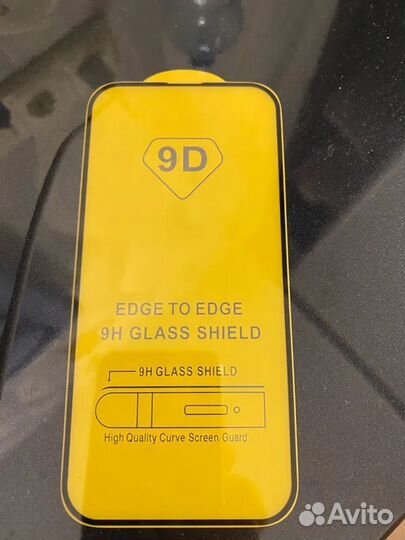 9D
EDGE TO EDGE
9H GLASS SHIELD
9H GLASS SHIELD
High Quality Curve Screen Guard
Avito